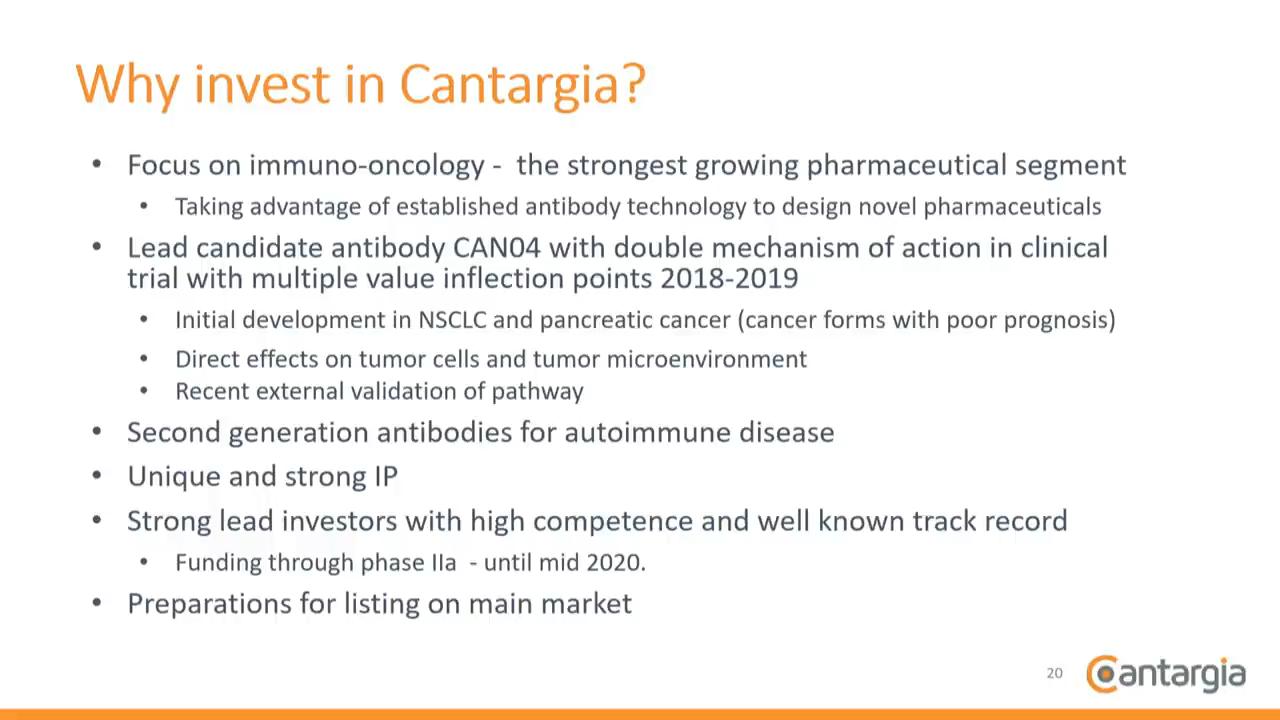 Why invest in Cantargia?
• Focus on immuno-oncology - the strongest growing pharmaceutical segment
• Taking advantage of established antibody technology to design novel pharmaceuticals
• Lead candidate antibody CAN04 with double mechanism of action in clinical
trial with multiple value inflection points 2018-2019
• Initial development in NSCLC and pancreatic cancer (cancer forms with poor prognosis)
• Direct effects on tumor cells and tumor microenvironment
• Recent external validation of pathway
• Second generation antibodies for autoimmune disease
• Unique and strong IP
• Strong lead investors with high competence and well known track record
• Funding through phase IIa - until mid 2020.
• Preparations for listing on main market
20
Cantargia